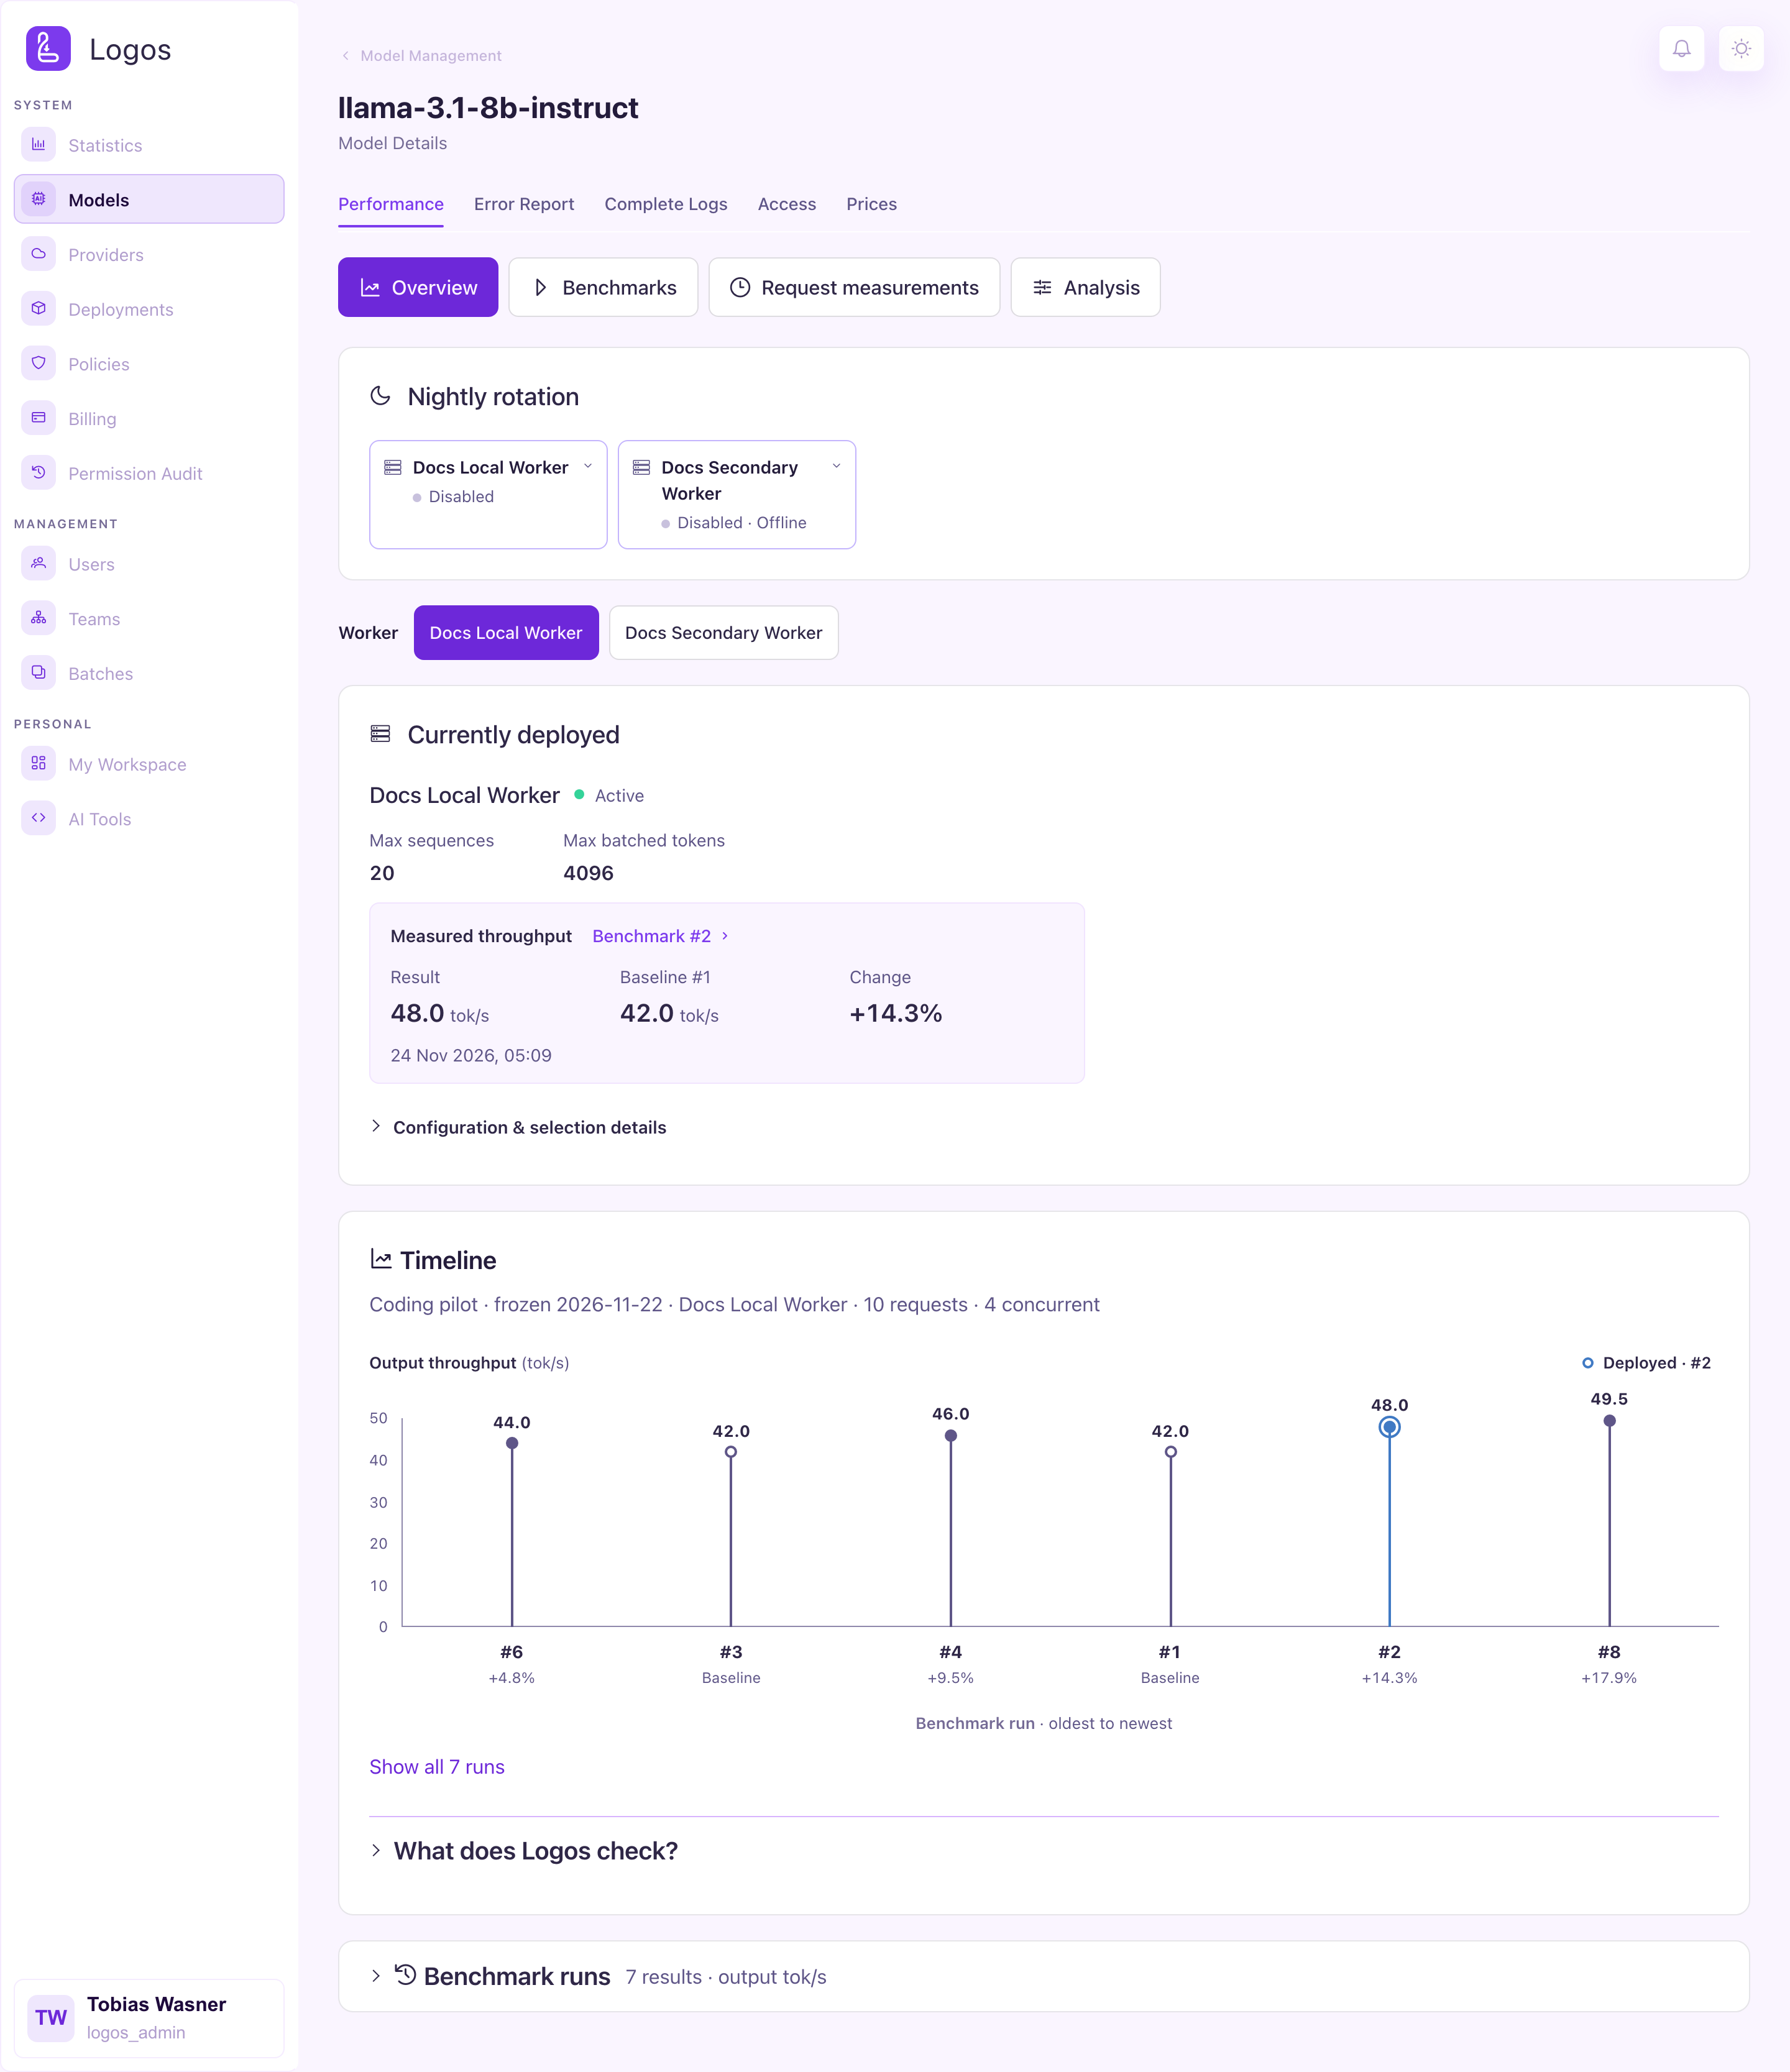 Logos
SYSTEM
Statistics
Models
Providers
Deployments
Policies
Billing
Permission Audit
MANAGEMENT
Users
Teams
Batches
PERSONAL
My Workspace
AI Tools
TW
Tobias Wasner
logos_admin
Model Management
llama-3.1-8b-instruct
Model Details
Performance Error Report Complete Logs Access Prices
Overview Benchmarks Request measurements Analysis
Nightly rotation
Docs Local Worker
Disabled
Docs Secondary
Worker
Disabled · Offline
Worker Docs Local Worker Docs Secondary Worker
Currently deployed
Docs Local Worker Active
Max sequences Max batched tokens
20 4096
Measured throughput Benchmark #2
Result Baseline #1 Change
48.0 tok/s 42.0 tok/s +14.3%
24 Nov 2026, 05:09
Configuration & selection details
Timeline
Coding pilot · frozen 2026-11-22 · Docs Local Worker · 10 requests · 4 concurrent
Output throughput (tok/s) Deployed · #2
50
40
30
20
10
0
44.0 42.0 46.0 42.0 48.0 49.5
#6 #3 #4 #1 #2 #8
+4.8% Baseline +9.5% Baseline +14.3% +17.9%
Benchmark run · oldest to newest
Show all 7 runs
What does Logos check?
Benchmark runs 7 results · output tok/s